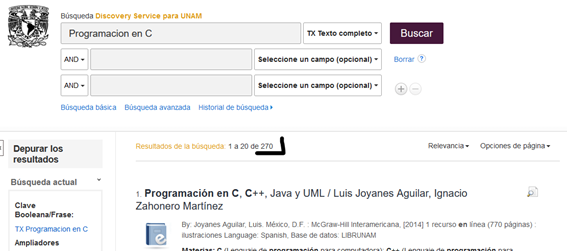 Búsqueda Discovery Service para UNAM
Programacion en C TX Texto completo Buscar
AND Seleccione un campo (opcional) Borrar ?
AND Seleccione un campo (opcional)
Búsqueda básica Búsqueda avanzada Historial de búsqueda
Depurar los resultados
Resultados de la búsqueda: 1 a 20 de 270 Relevancia Opciones de página
Búsqueda actual
Clave Booleana/Frase:
TX Programacion en C
Ampliadores
1. Programación en C, C++, Java y UML / Luis Joyanes Aguilar, Ignacio
Zahonero Martínez
By: Joyanes Aguilar, Luis. México, D.F. : McGraw-Hill Interamericana, [2014] 1 recurso en línea (770 páginas) :
ilustraciones Language: Spanish, Base de datos: LIBRUNAM
Materias: C (Lenguaje de programación para computadora); C++ (Lenguaje de programación para